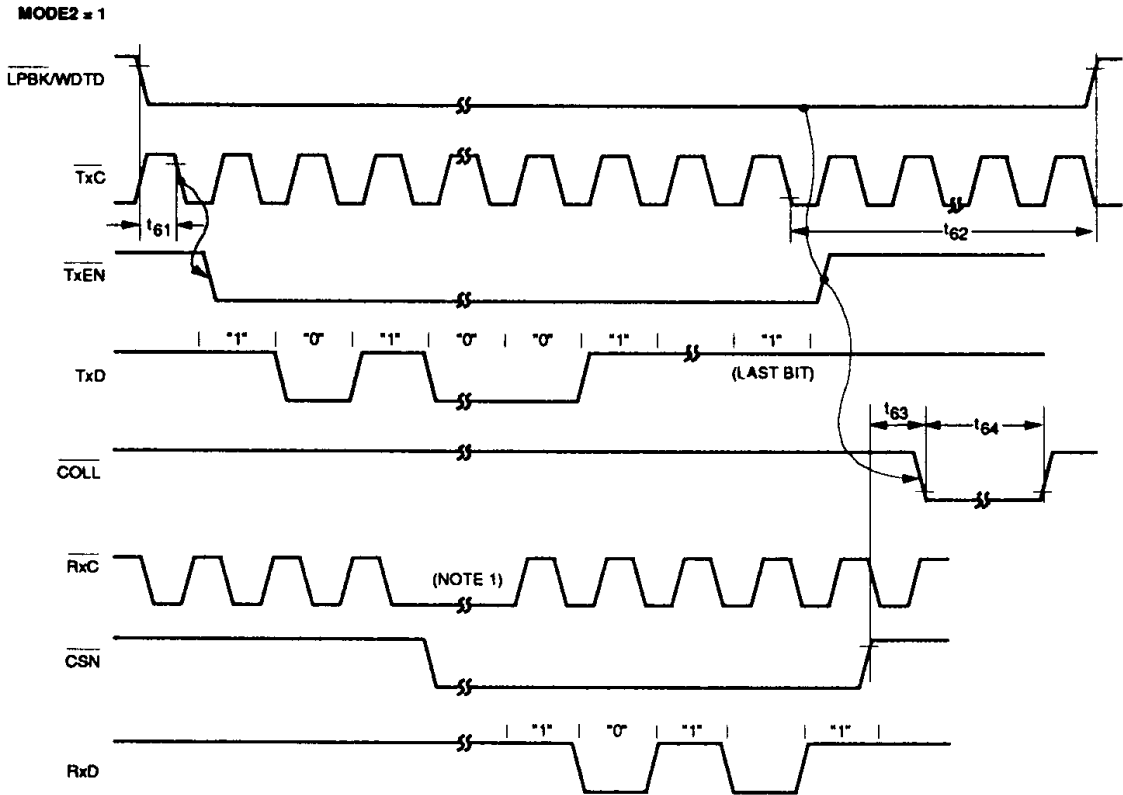 MODE2 = 1
LPBK/WDTD
TxC
t61
t62
TxEN
"1" "0" "1" "0" "0" "1" "1"
TxD
(LAST BIT)
t63
t64
COLL
RxC
(NOTE 1)
CSN
"1" "0" "1" "1"
RxD